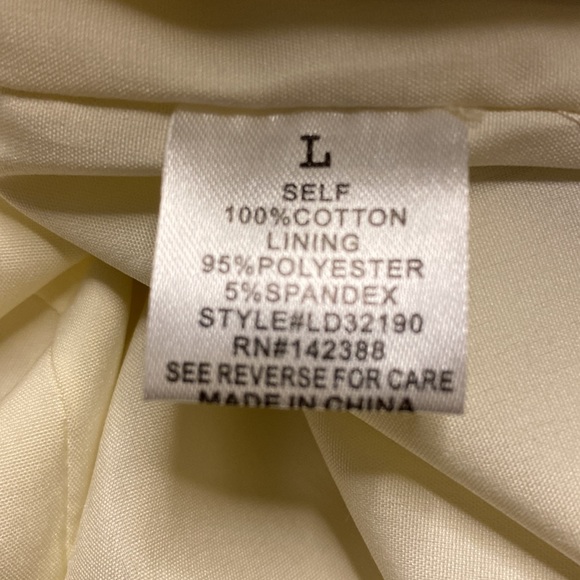 L
SELF
100%COTTON
LINING
95%POLYESTER
5%SPANDEX
STYLE#LD32190
RN#142388
SEE REVERSE FOR CARE
MADE IN CHINA